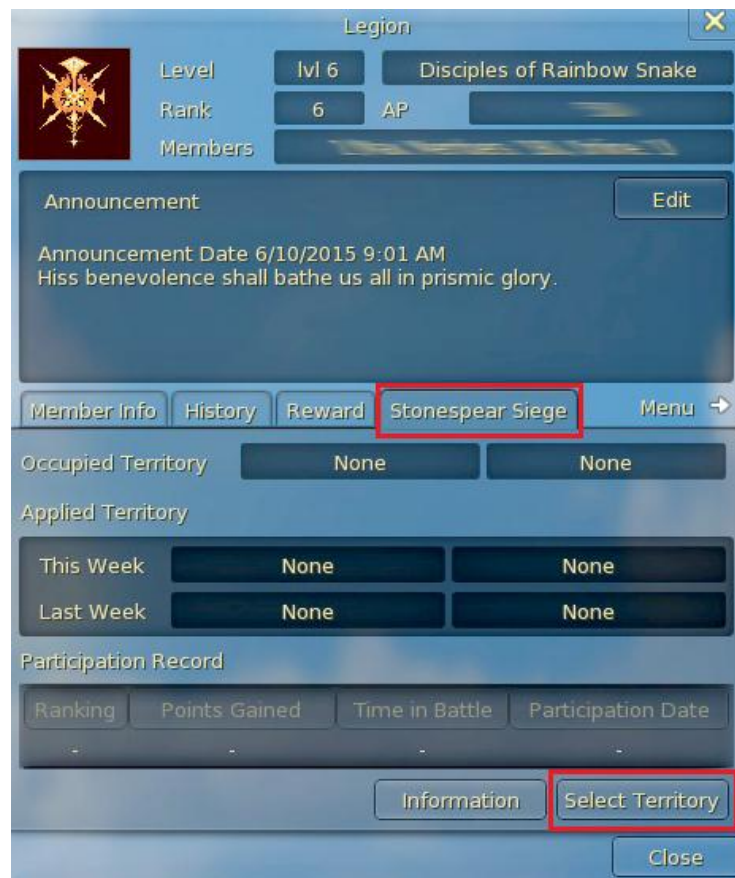 Legion
Level lvl 6 Disciples of Rainbow Snake
Rank 6 AP
Members
Announcement Edit
Announcement Date 6/10/2015 9:01 AM
Hiss benevolence shall bathe us all in prismic glory.
Member Info History Reward Stonespear Siege Menu
Occupied Territory None None
Applied Territory
This Week None None
Last Week None None
Participation Record
Ranking Points Gained Time in Battle Participation Date
- - - -
Information Select Territory
Close